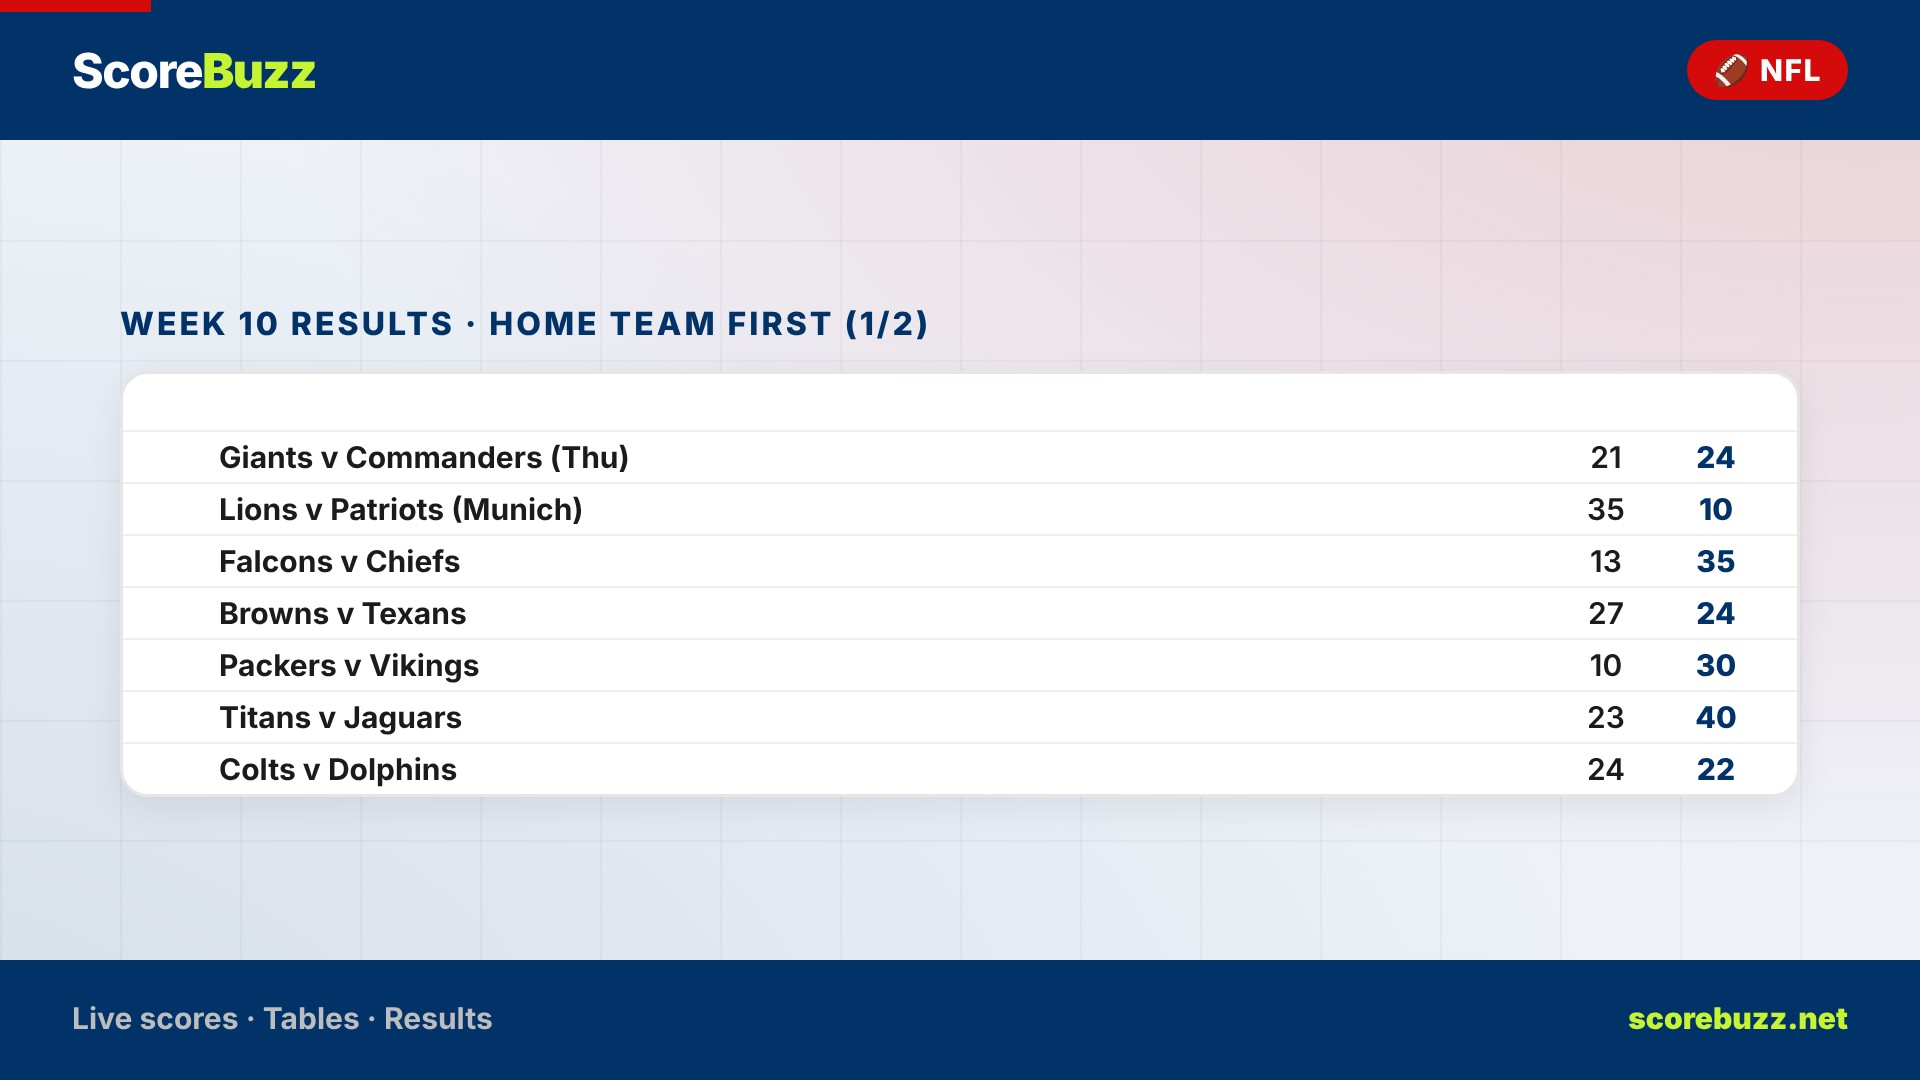 ScoreBuzz
🏈 NFL
WEEK 10 RESULTS · HOME TEAM FIRST (1/2)
Giants v Commanders (Thu) 21 24
Lions v Patriots (Munich) 35 10
Falcons v Chiefs 13 35
Browns v Texans 27 24
Packers v Vikings 10 30
Titans v Jaguars 23 40
Colts v Dolphins 24 22
Live scores · Tables · Results
scorebuzz.net